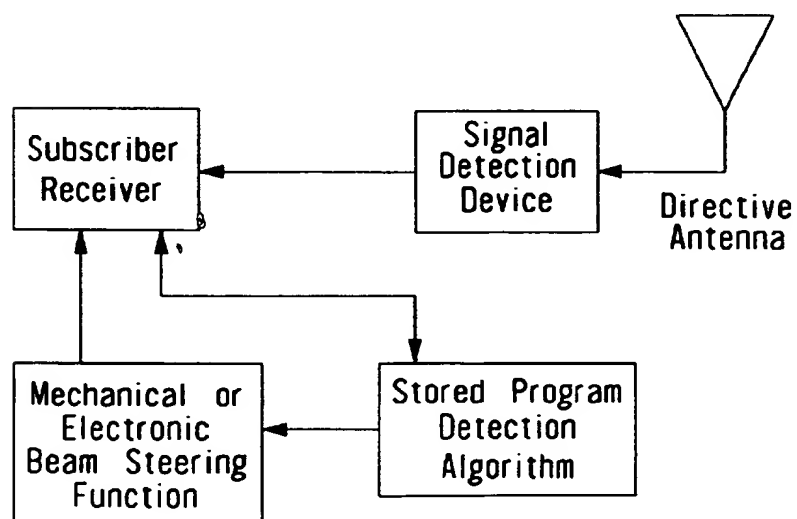 Subscriber
Receiver
Signal
Detection
Device
Directive
Antenna
Mechanical or
Electronic
Beam Steering
Function
Stored Program
Detection
Algorithm